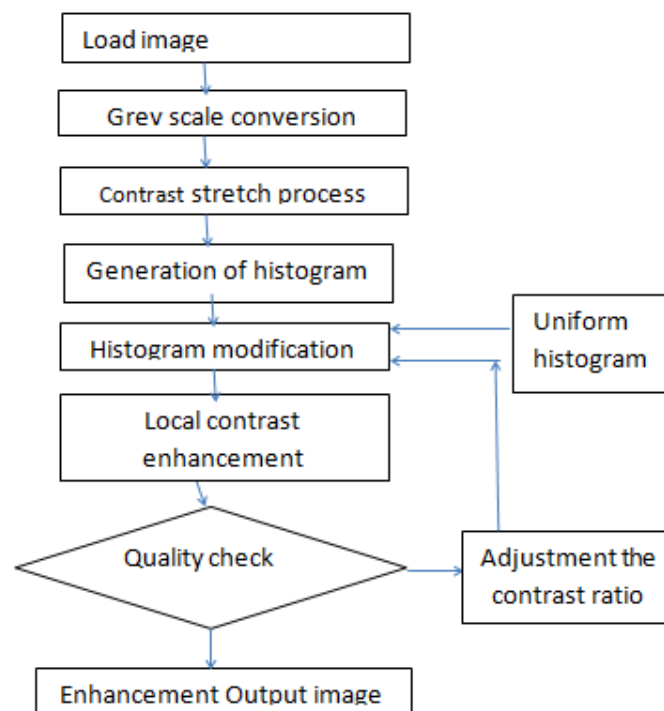 Load image
Grev scale conversion
Contrast stretch process
Generation of histogram
Uniform
histogram
Histogram modification
Local contrast
enhancement
Quality check
Adjustment the
contrast ratio
Enhancement Output image